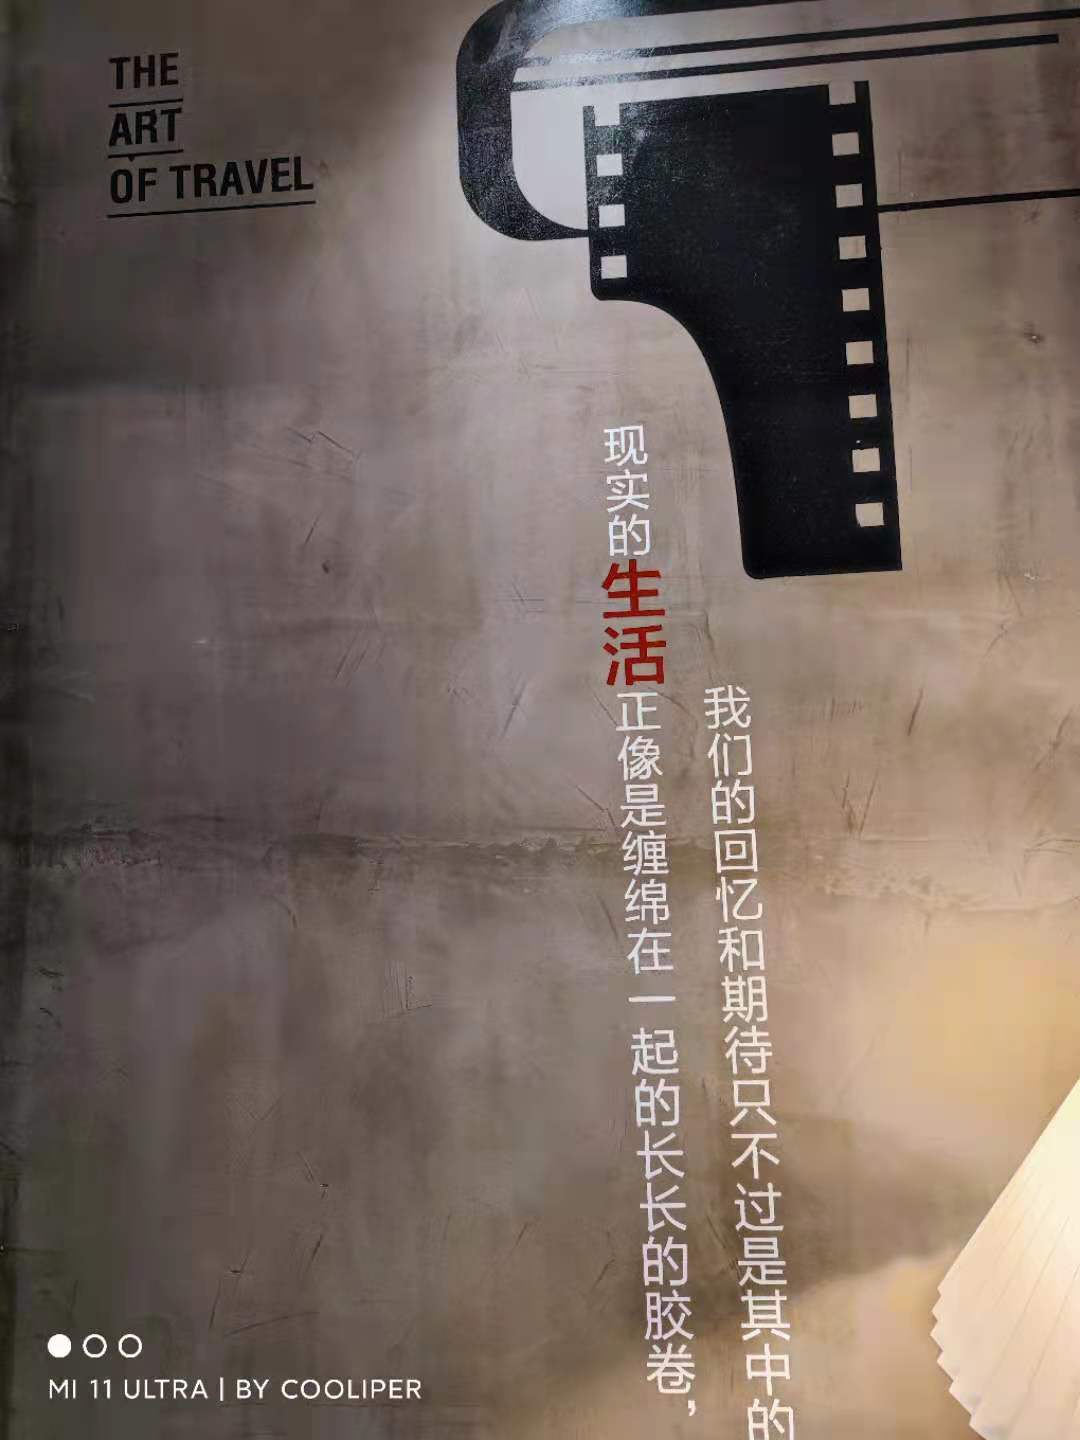 THE
ART
OF TRAVEL
现实的生活正像是缠绵在一起的长长的胶卷，
我们的回忆和期待只不过是其中的
MI 11 ULTRA | BY COOLIPER